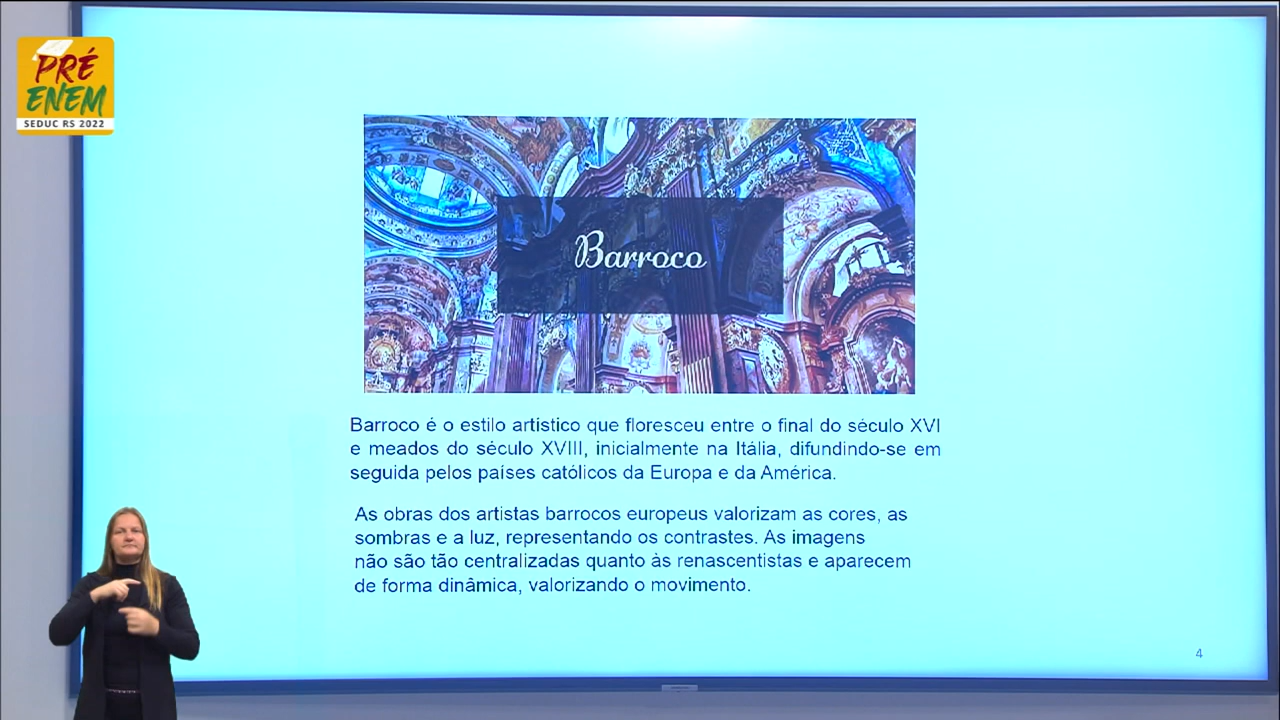 PRÉ
ENEM
SEDUC RS 2022
Barroco
Barroco é o estilo artístico que floresceu entre o final do século XVI
e meados do século XVIII, inicialmente na Itália, difundindo-se em
seguida pelos países católicos da Europa e da América.
As obras dos artistas barrocos europeus valorizam as cores, as
sombras e a luz, representando os contrastes. As imagens
não são tão centralizadas quanto às renascentistas e aparecem
de forma dinâmica, valorizando o movimento.
4